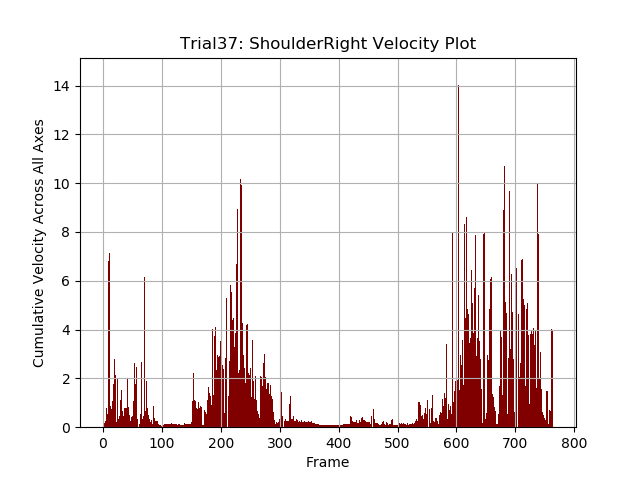 Trial37: ShoulderRight Velocity Plot
Cumulative Velocity Across All Axes
14
12
10
8
6
4
2
0
0 100 200 300 400 500 600 700 800
Frame